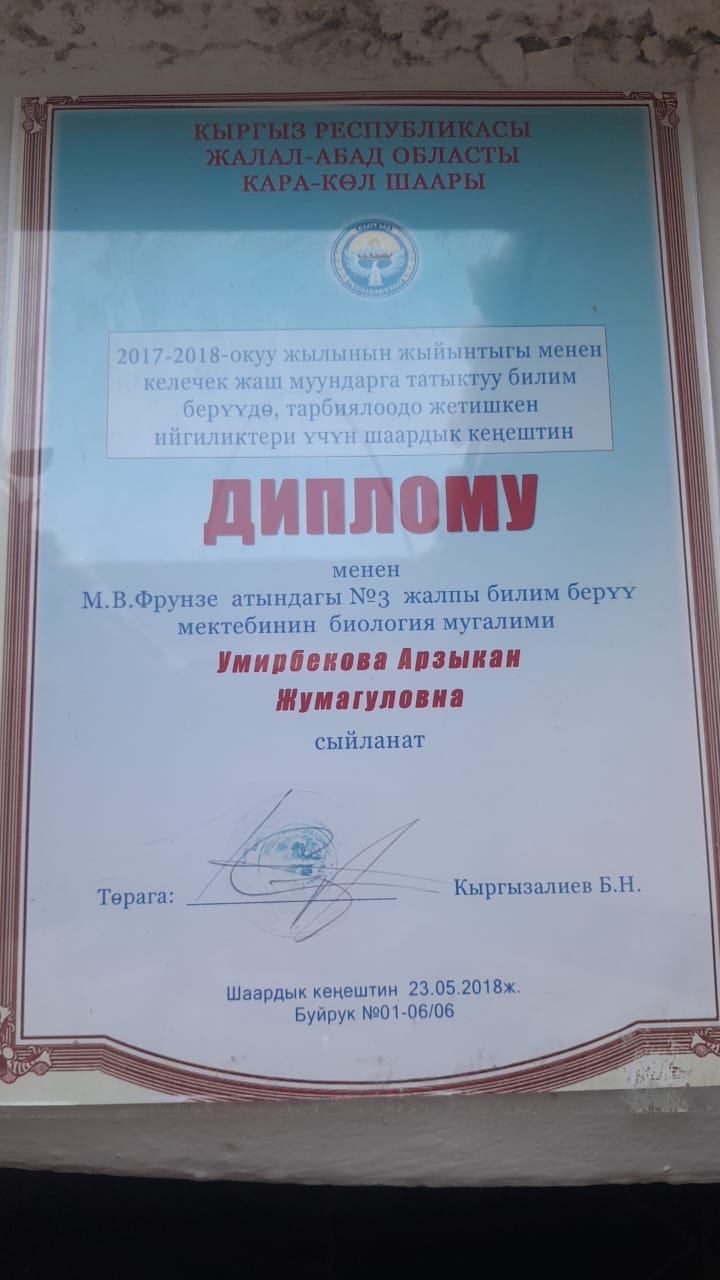 КЫРГЫЗ РЕСПУБЛИКАСЫ
ЖАЛАЛ-АБАД ОБЛАСТЫ
КАРА-КӨЛ ШААРЫ
КЫРГЫЗ
РЕСПУБЛИКАСЫ
2017-2018-окуу жылынын жыйынтыгы менен
келечек жаш муундарга татыктуу билим
берүүдө, тарбиялоодо жетишкен
ийгиликтери үчүн шаардык кеңештин
ДИПЛОМУ
менен
М.В.Фрунзе атындагы №3 жалпы билим берүү
мектебинин биология мугалими
Умирбекова Арзыкан
Жумагуловна
сыйланат
Төрага: Кыргызалиев Б.Н.
Шаардык кеңештин 23.05.2018ж.
Буйрук №01-06/06